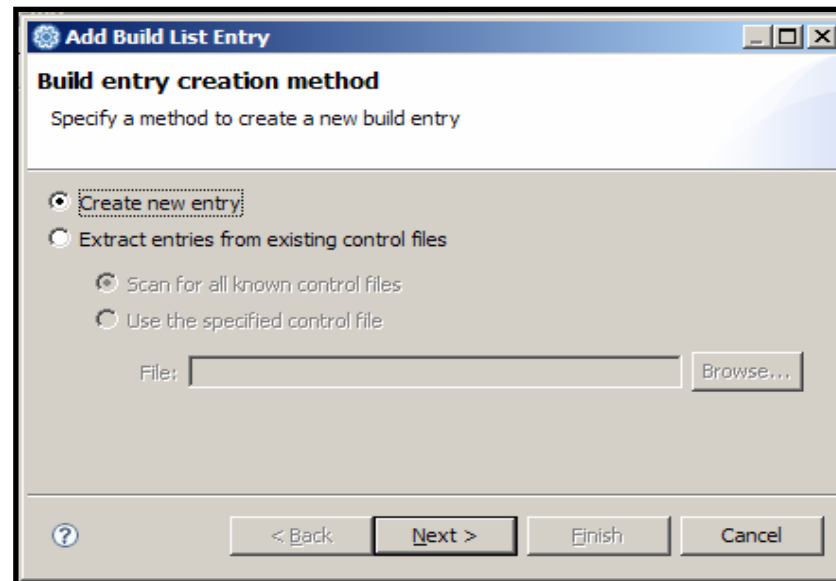 Add Build List Entry
Build entry creation method
Specify a method to create a new build entry
Create new entry
Extract entries from existing control files
Scan for all known control files
Use the specified control file
File: Browse...
< Back Next > Finish Cancel